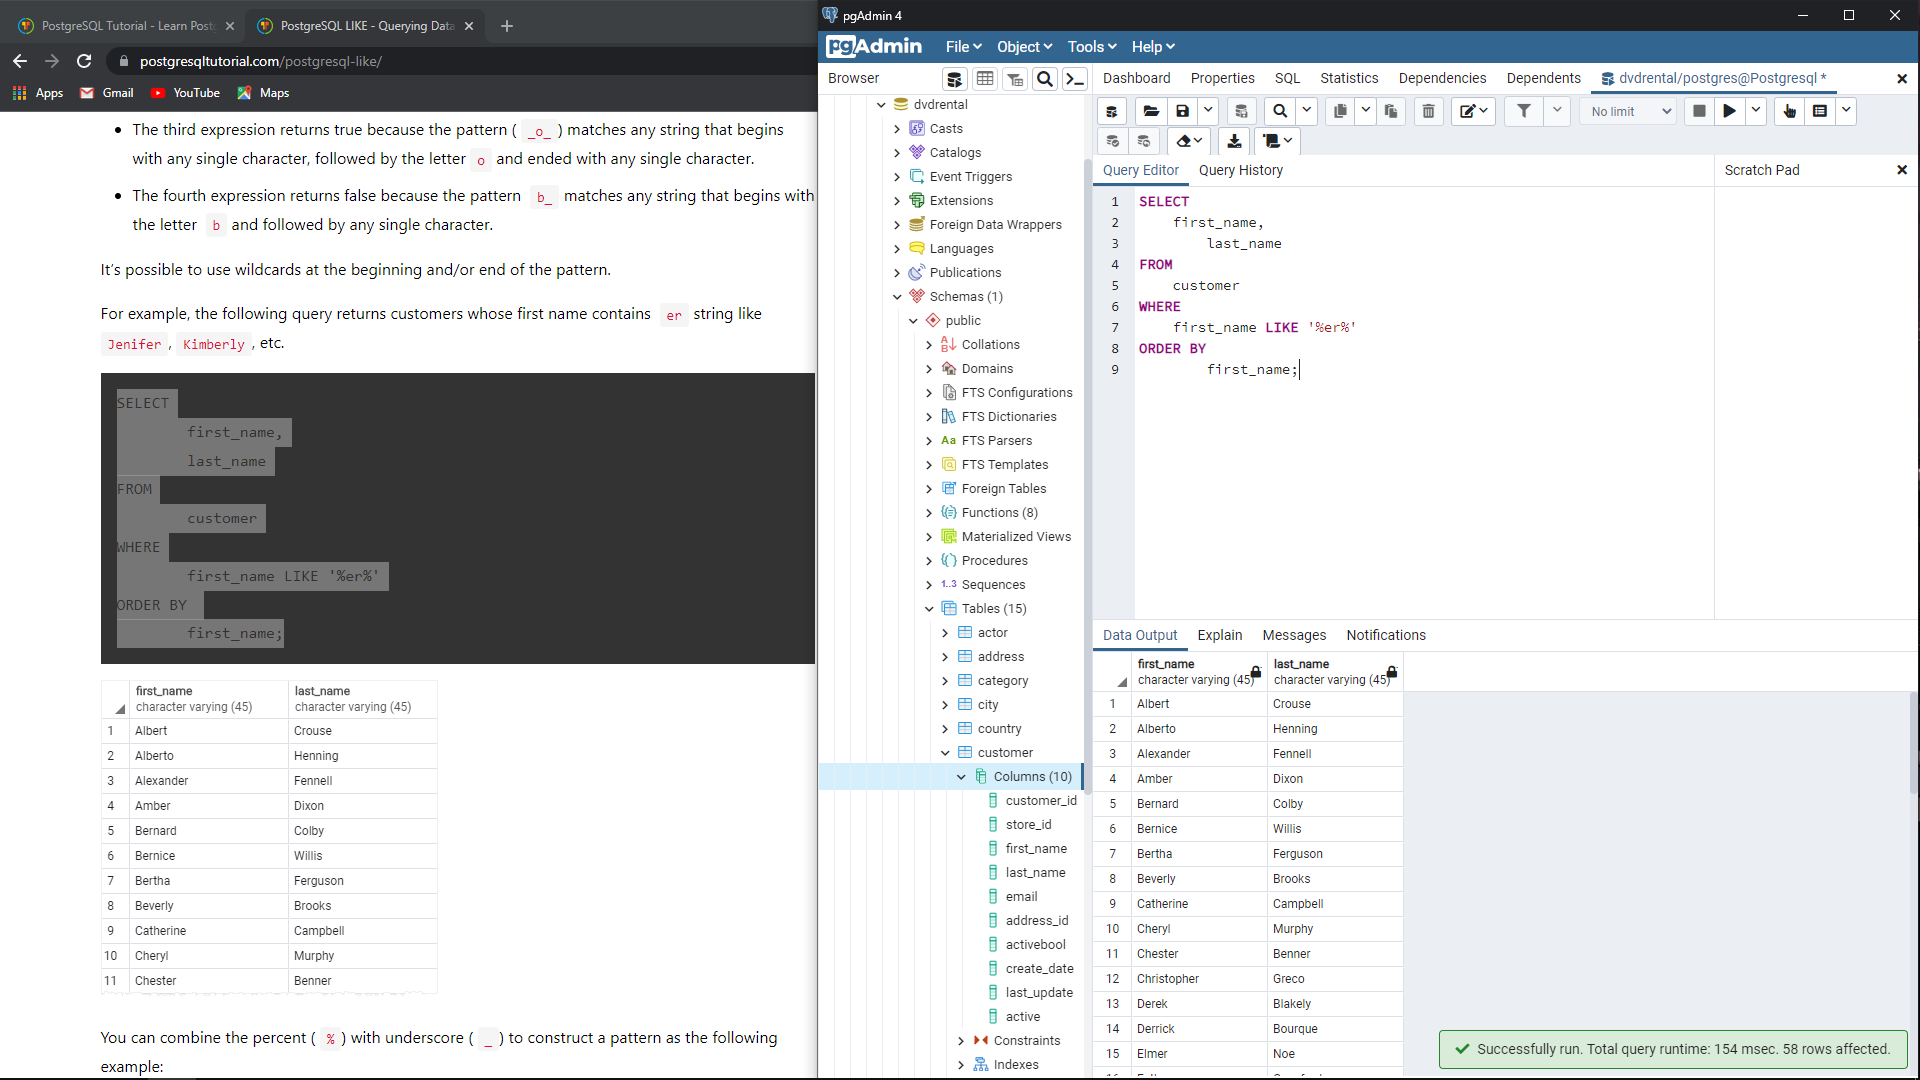 PostgreSQL Tutorial - Learn Post
PostgreSQL LIKE - Querying Data
postgresqltutorial.com/postgresql-like/
Apps
Gmail
YouTube
Maps
The third expression returns true because the pattern ( _o_ ) matches any string that begins
with any single character, followed by the letter o and ended with any single character.
The fourth expression returns false because the pattern b_ matches any string that begins with
the letter b and followed by any single character.
It's possible to use wildcards at the beginning and/or end of the pattern.
For example, the following query returns customers whose first name contains er string like
Jenifer , Kimberly , etc.
SELECT
first_name,
last_name
FROM
customer
WHERE
first_name LIKE '%er%'
ORDER BY
first_name;
first_name last_name
character varying (45) character varying (45)
1 Albert Crouse
2 Alberto Henning
3 Alexander Fennell
4 Amber Dixon
5 Bernard Colby
6 Bernice Willis
7 Bertha Ferguson
8 Beverly Brooks
9 Catherine Campbell
10 Cheryl Murphy
11 Chester Benner
You can combine the percent ( % ) with underscore ( _ ) to construct a pattern as the following
example:
pgAdmin 4
pgAdmin File Object Tools Help
Browser
dvdrental
Casts
Catalogs
Event Triggers
Extensions
Foreign Data Wrappers
Languages
Publications
Schemas (1)
public
Collations
Domains
FTS Configurations
FTS Dictionaries
Aa FTS Parsers
FTS Templates
Foreign Tables
Functions (8)
Materialized Views
Procedures
1..3 Sequences
Tables (15)
actor
address
category
city
country
customer
Columns (10)
customer_id
store_id
first_name
last_name
email
address_id
activebool
create_date
last_update
active
Constraints
Indexes
Dashboard Properties SQL Statistics Dependencies Dependents dvdrental/postgres@Postgresql *
No limit
Query Editor Query History
Scratch Pad
1 SELECT
2 first_name,
3 last_name
4 FROM
5 customer
6 WHERE
7 first_name LIKE '%er%'
8 ORDER BY
9 first_name;
Data Output Explain Messages Notifications
first_name last_name
character varying (45) character varying (45)
1 Albert Crouse
2 Alberto Henning
3 Alexander Fennell
4 Amber Dixon
5 Bernard Colby
6 Bernice Willis
7 Bertha Ferguson
8 Beverly Brooks
9 Catherine Campbell
10 Cheryl Murphy
11 Chester Benner
12 Christopher Greco
13 Derek Blakely
14 Derrick Bourque
15 Elmer Noe
Successfully run. Total query runtime: 154 msec. 58 rows affected.